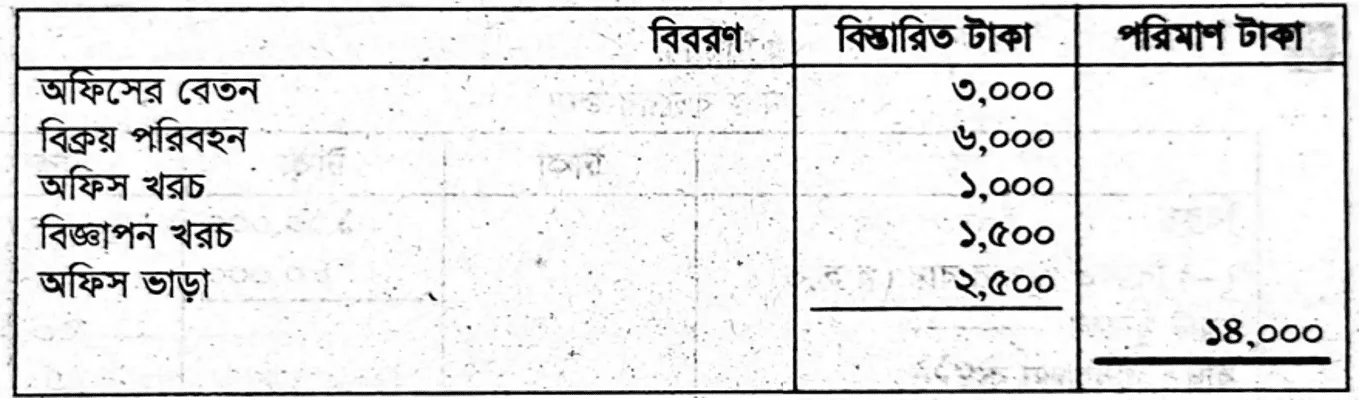 বিবরণ বিস্তারিত টাকা পরিমাণ টাকা
অফিসের বেতন ৩,০০০
বিক্রয় পরিবহন ৬,০০০
অফিস খরচ ১,০০০
বিজ্ঞাপন খরচ ১,৫০০
অফিস ভাড়া ২,৫০০
১৪,০০০